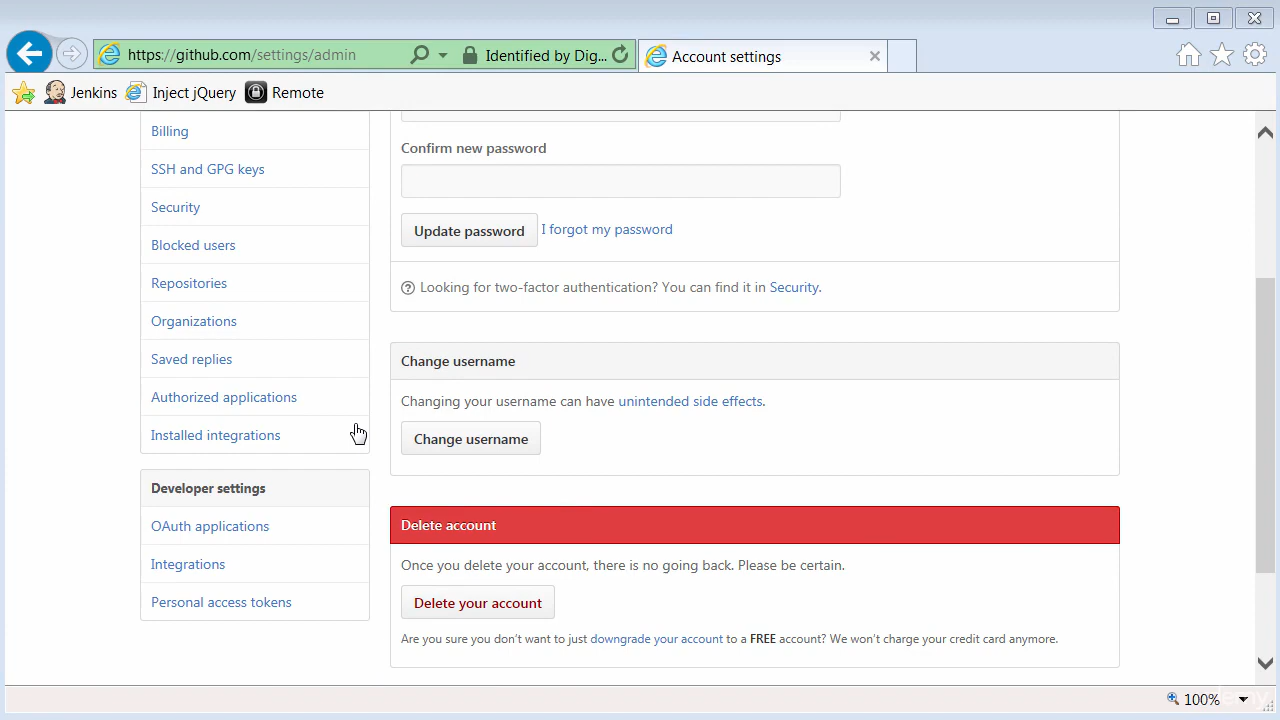 https://github.com/settings/admin
Identified by Dig...
Account settings
Jenkins
Inject jQuery
Remote
Billing
SSH and GPG keys
Security
Blocked users
Repositories
Organizations
Saved replies
Authorized applications
Installed integrations
Developer settings
OAuth applications
Integrations
Personal access tokens
Confirm new password
Update password I forgot my password
Looking for two-factor authentication? You can find it in Security.
Change username
Changing your username can have unintended side effects.
Change username
Delete account
Once you delete your account, there is no going back. Please be certain.
Delete your account
Are you sure you don't want to just downgrade your account to a FREE account? We won't charge your credit card anymore.
100%